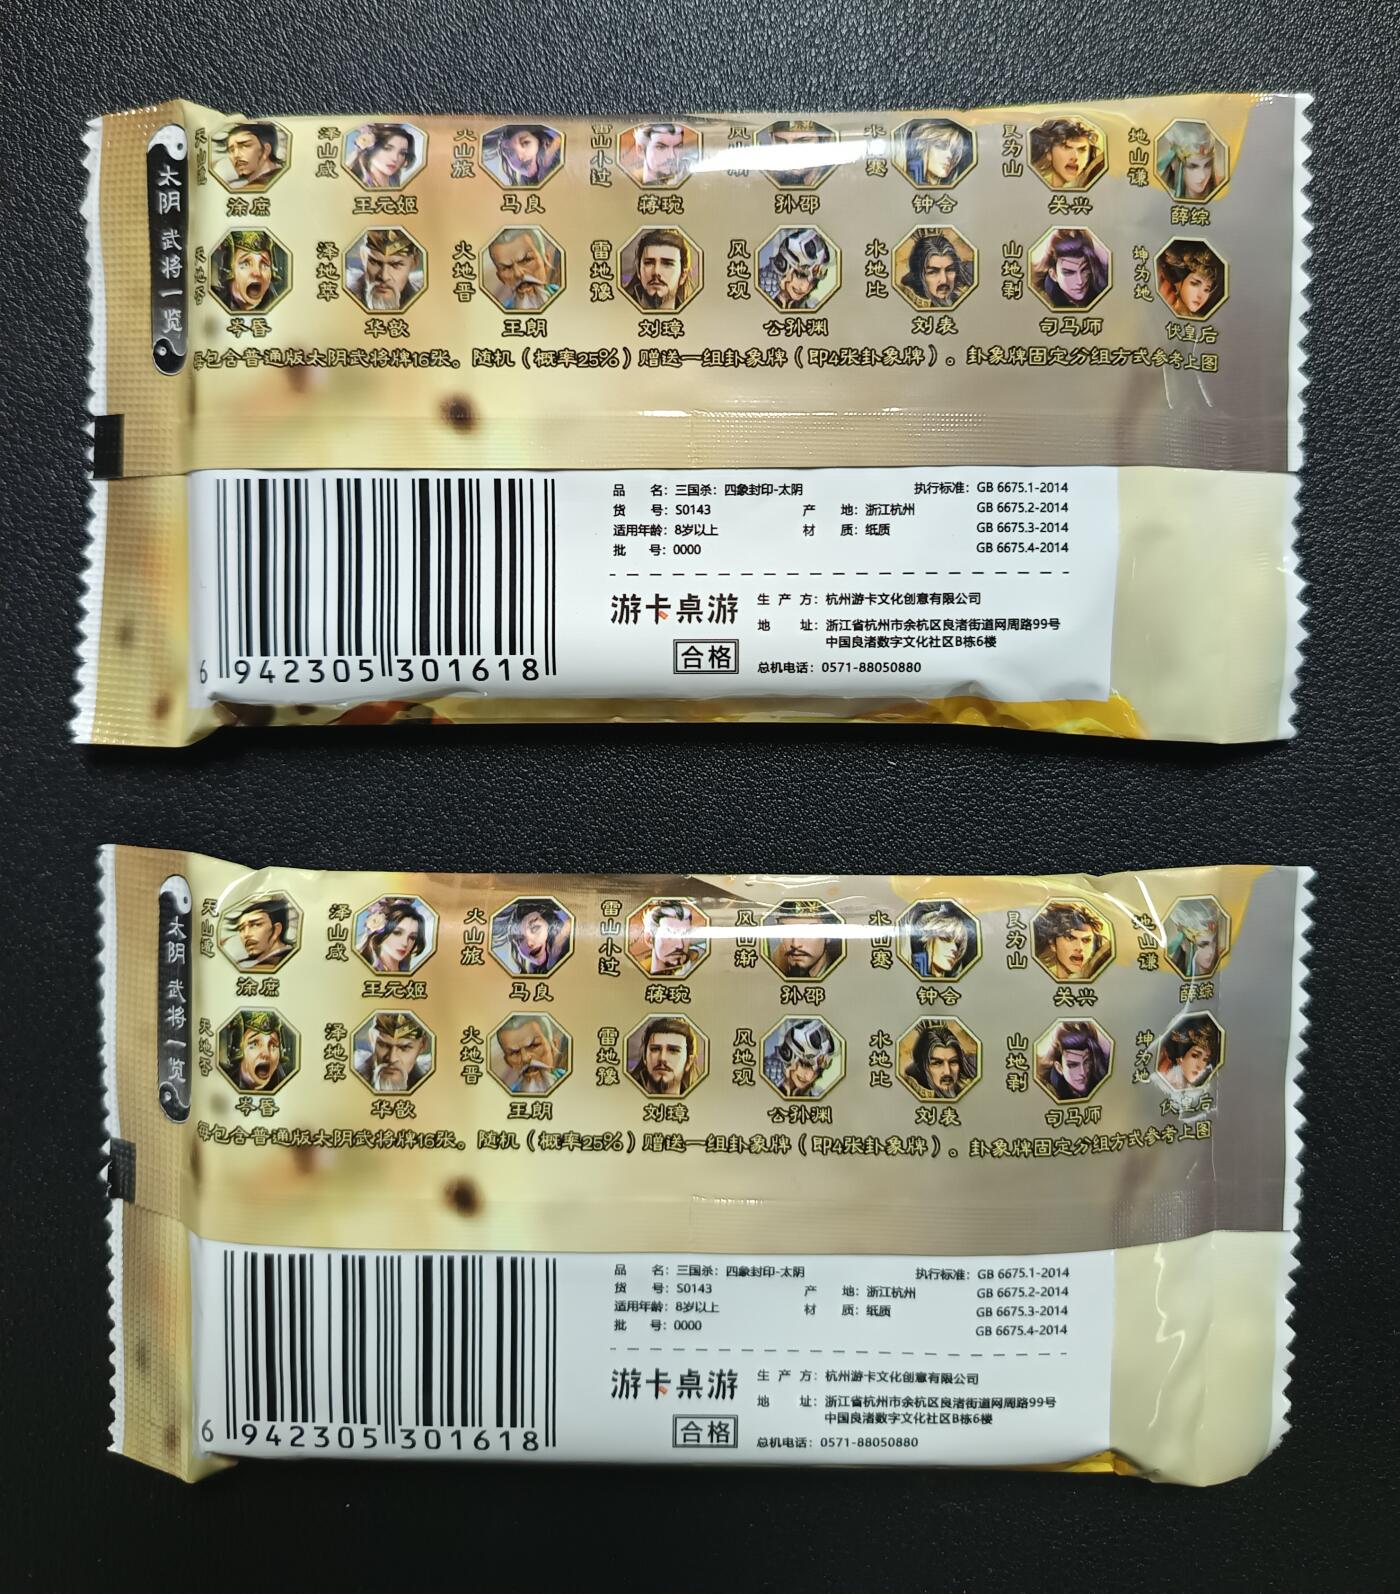 太阴 武将一览
泽山咸 火山旅 雷山小过 艮为山 地山谦
涂庶 王元姬 马良 蒋琬 孙邵 钟会 关兴 薛综
天地否 泽地萃 火地晋 雷地豫 风地观 水地比 山地剥 坤为地
岑昏 华歆 王朗 刘璋 公孙渊 刘表 司马师 伏皇后
每包含普通版太阴武将牌16张。随机（概率25%）赠送一组卦象牌（即4张卦象牌）。卦象牌固定分组方式参考上图
品 名：三国杀：四象封印-太阴 执行标准：GB 6675.1-2014
货 号：S0143 产 地：浙江杭州 GB 6675.2-2014
适用年龄：8岁以上 材 质：纸质 GB 6675.3-2014
批 号：0000 GB 6675.4-2014
游卡桌游 生 产 方：杭州游卡文化创意有限公司
地 址：浙江省杭州市余杭区良渚街道网周路99号
中国良渚数字文化社区B栋6楼
合格
总机电话：0571-88050880
6 942305 301618
太阴 武将一览
天山遁 泽山咸 火山旅 雷山小过 风山渐 水山蹇 艮为山 地山谦
涂庶 王元姬 马良 蒋琬 孙邵 钟会 关兴 薛综
天地否 泽地萃 火地晋 雷地豫 风地观 水地比 山地剥 坤为地
岑昏 华歆 王朗 刘璋 公孙渊 刘表 司马师 伏皇后
每包含普通版太阴武将牌16张。随机（概率25%）赠送一组卦象牌（即4张卦象牌）。卦象牌固定分组方式参考上图
品 名：三国杀：四象封印-太阴 执行标准：GB 6675.1-2014
货 号：S0143 产 地：浙江杭州 GB 6675.2-2014
适用年龄：8岁以上 材 质：纸质 GB 6675.3-2014
批 号：0000 GB 6675.4-2014
游卡桌游 生 产 方：杭州游卡文化创意有限公司
地 址：浙江省杭州市余杭区良渚街道网周路99号
中国良渚数字文化社区B栋6楼
合格
总机电话：0571-88050880
6 942305 301618